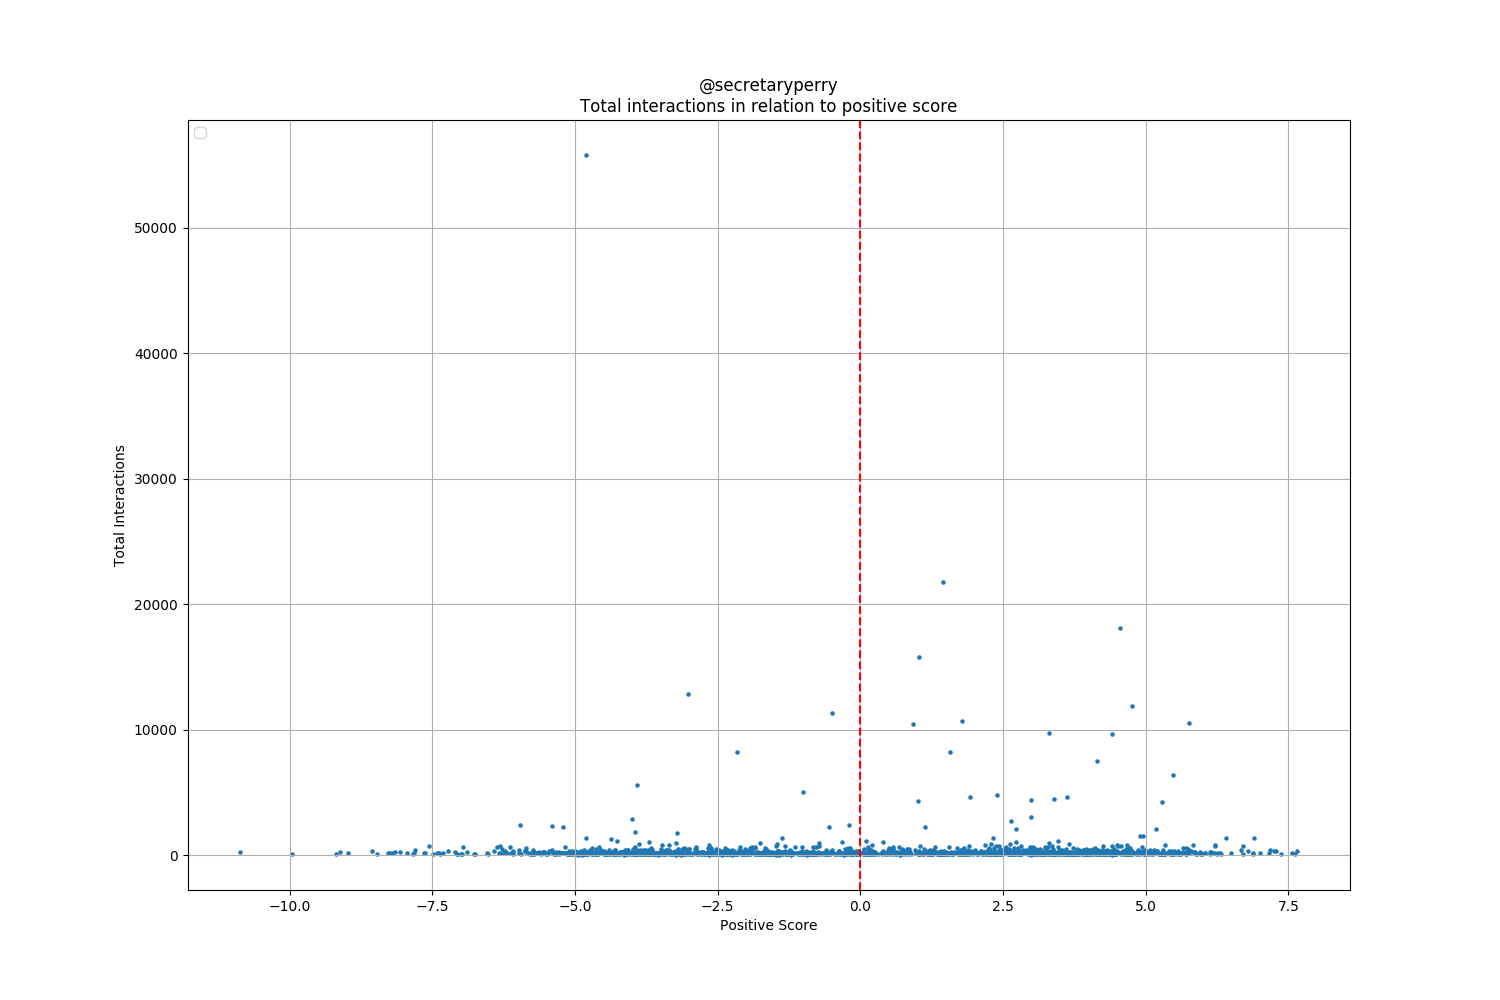 @secretaryperry
Total interactions in relation to positive score
50000
40000
30000
20000
10000
0
Total Interactions
−10.0 −7.5 −5.0 −2.5 0.0 2.5 5.0 7.5
Positive Score